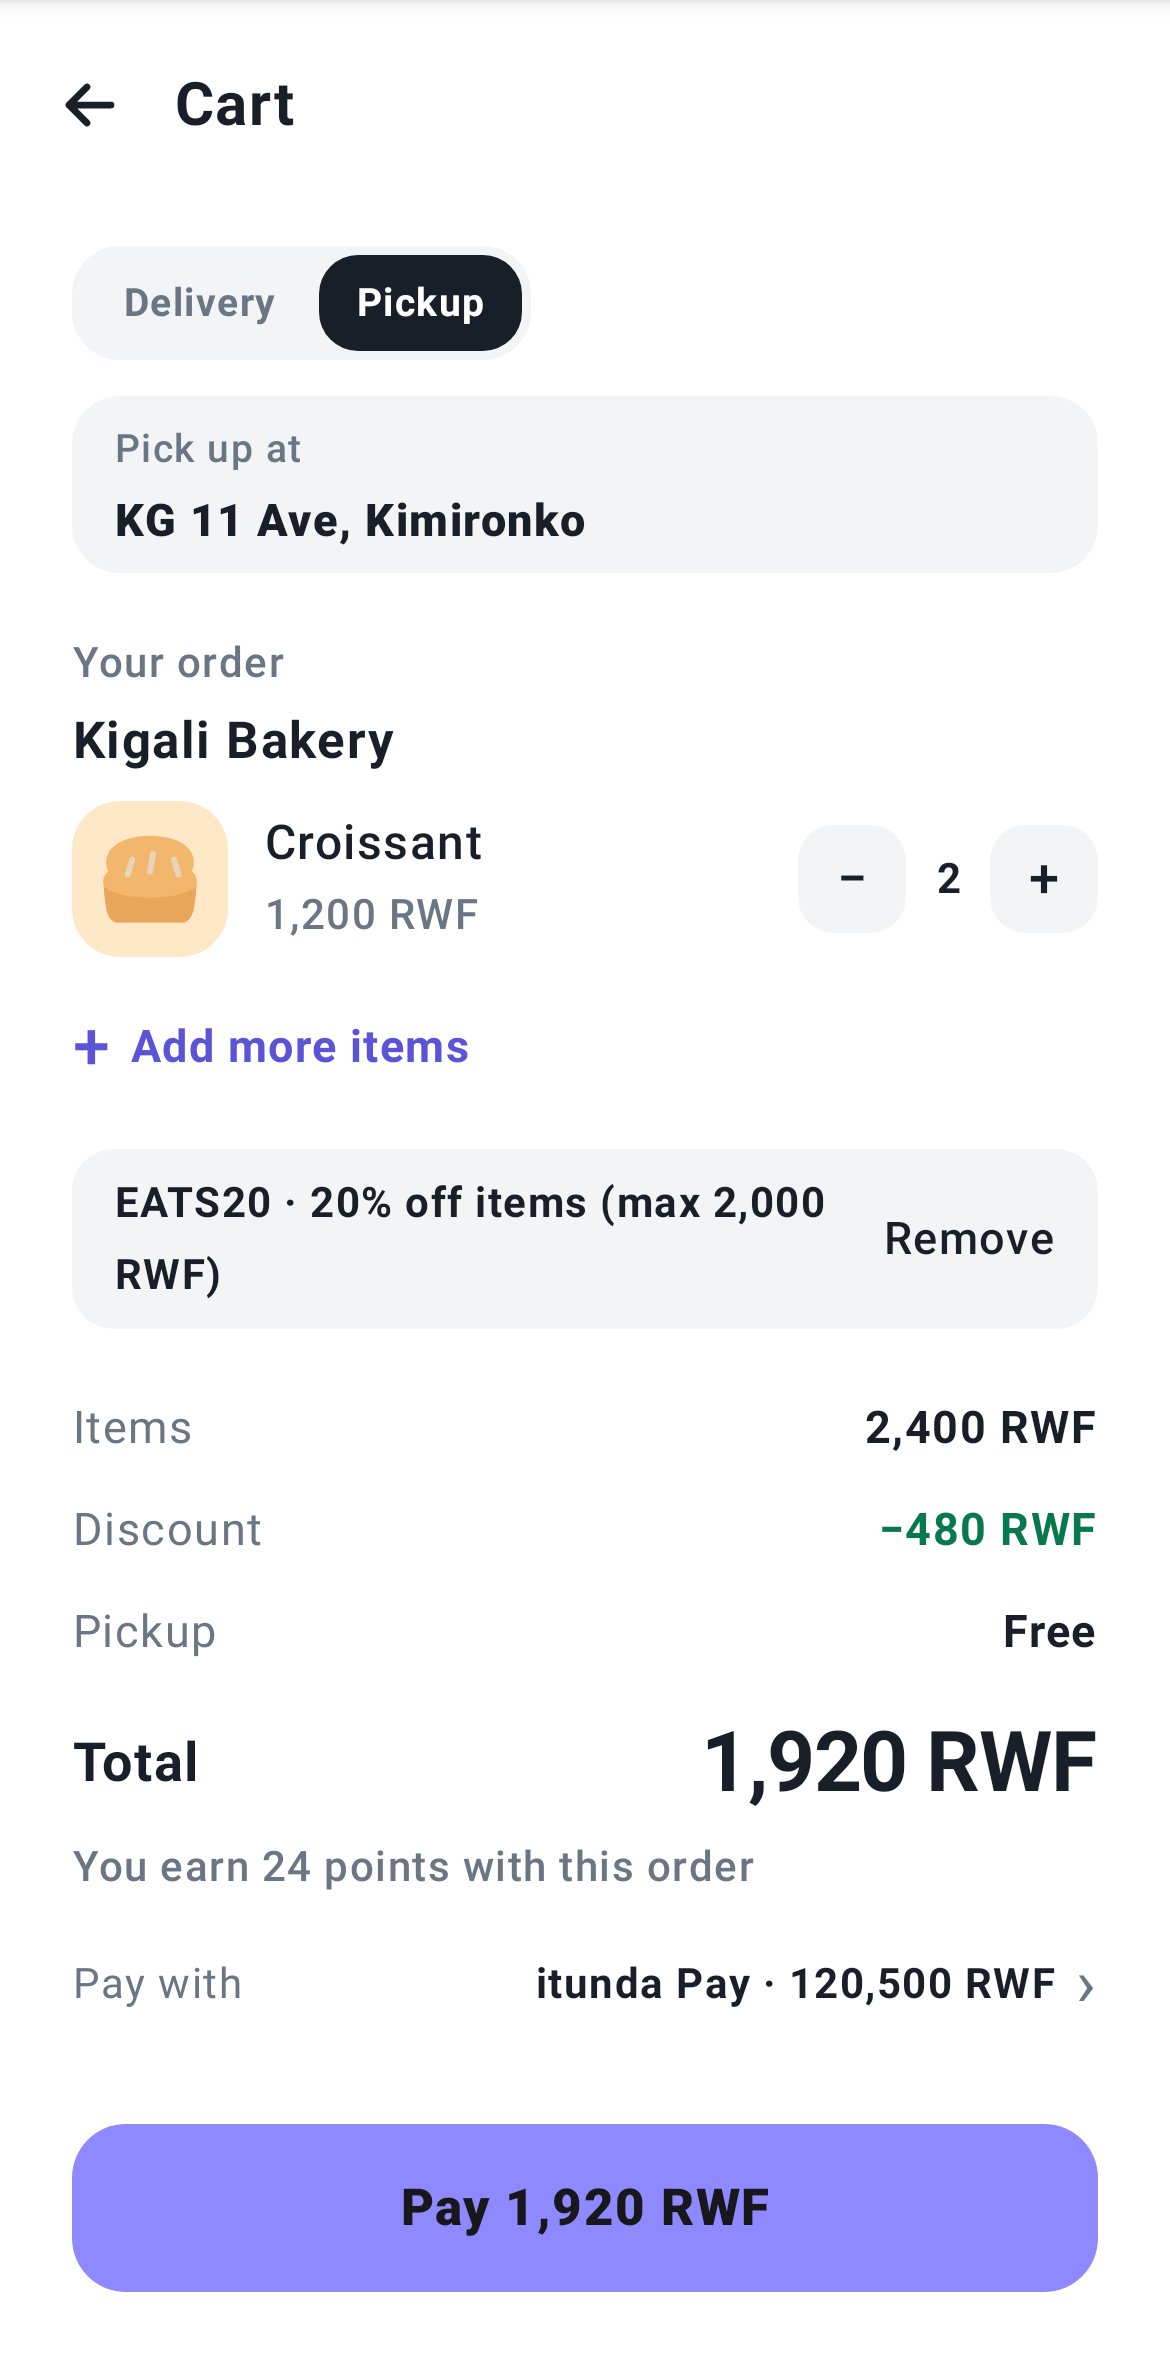 Cart
Delivery
Pickup
Pick up at
KG 11 Ave, Kimironko
Your order
Kigali Bakery
Croissant
1,200 RWF
− 2 +
+ Add more items
EATS20 · 20% off items (max 2,000
RWF)
Remove
Items 2,400 RWF
Discount −480 RWF
Pickup Free
Total 1,920 RWF
You earn 24 points with this order
Pay with itunda Pay · 120,500 RWF ›
Pay 1,920 RWF